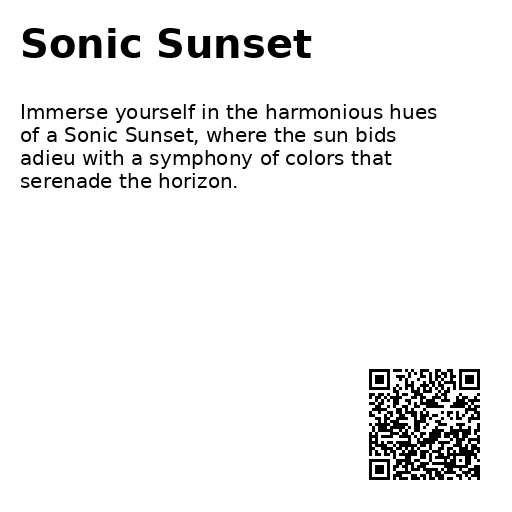 Sonic Sunset
Immerse yourself in the harmonious hues
of a Sonic Sunset, where the sun bids
adieu with a symphony of colors that
serenade the horizon.